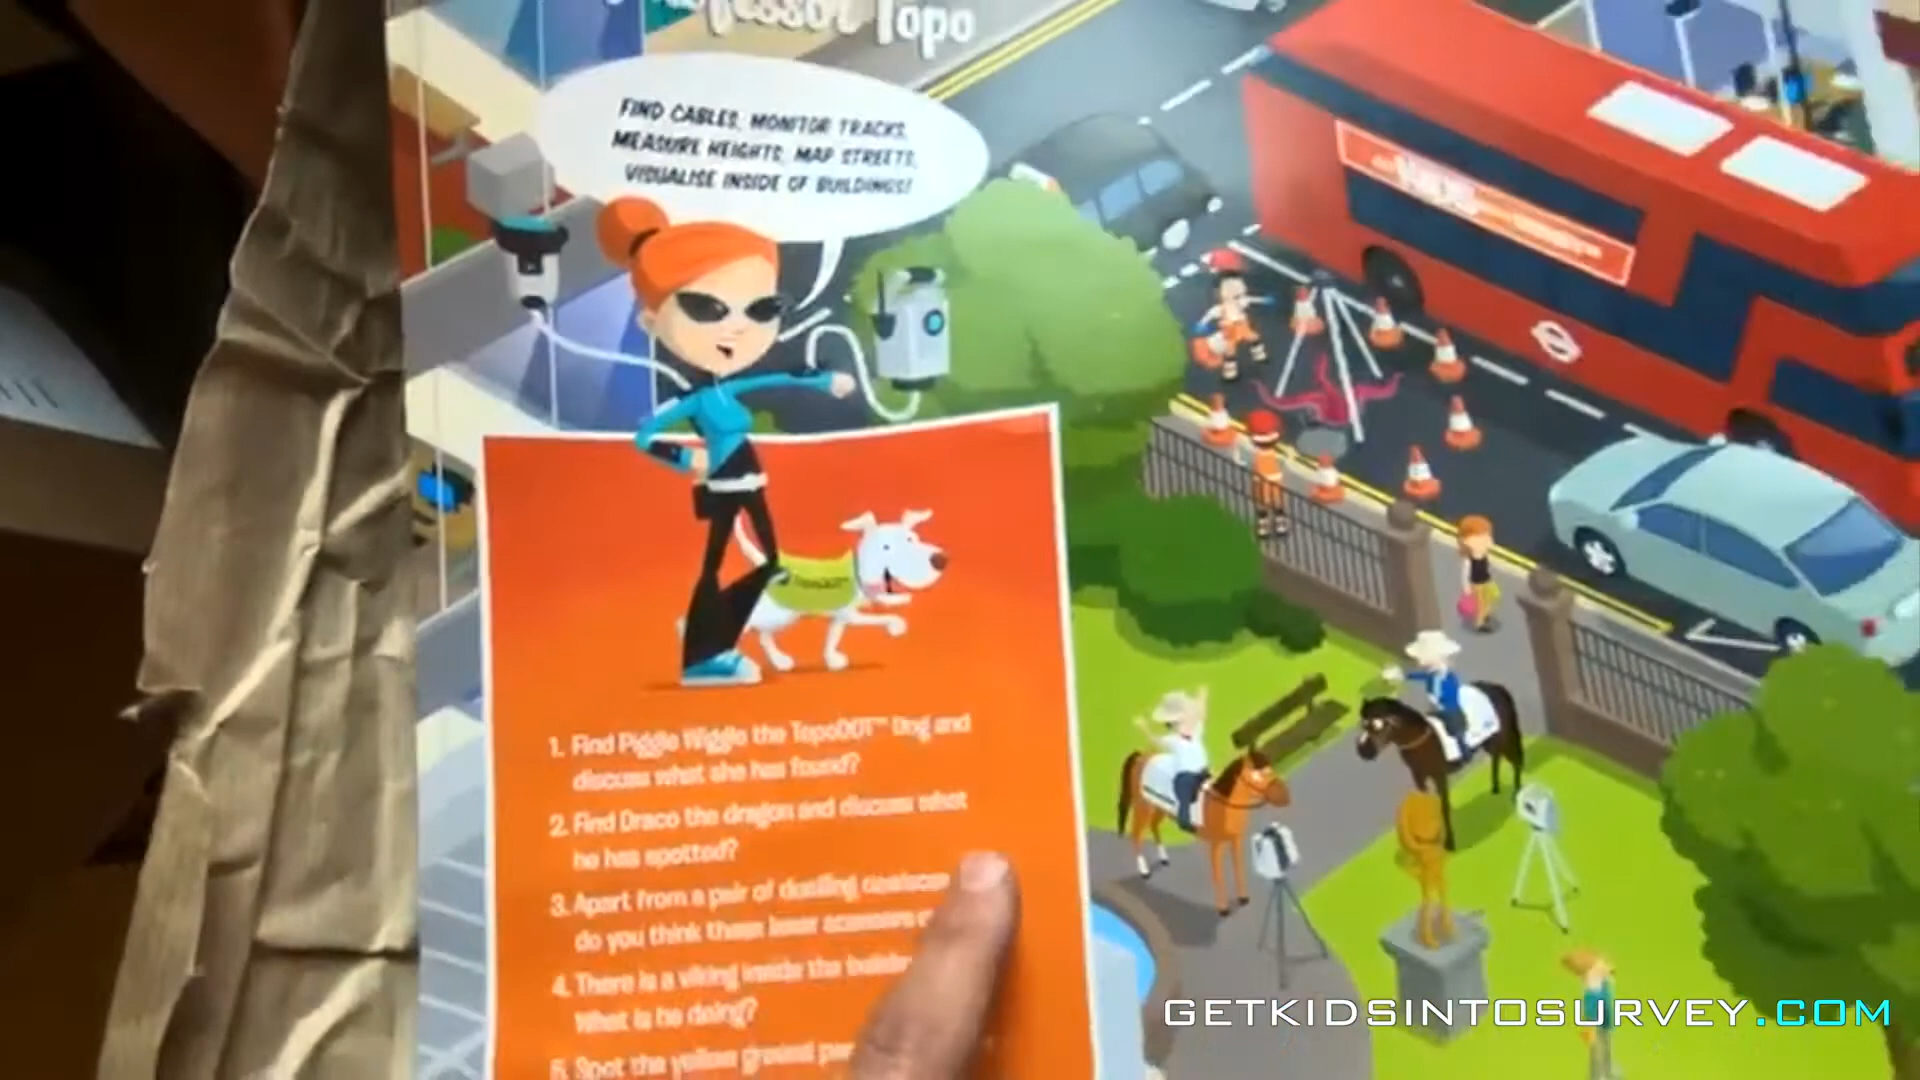 Topo
FIND CABLES, MONITOR TRACKS,
MEASURE HEIGHTS, MAP STREETS,
VISUALISE INSIDE OF BUILDINGS!
1. Find Piggle Wiggle the TopoDOT™ Dog and
discuss what she has found?
2. Find Draco the dragon and discuss what
he has spotted?
3. Apart from a pair of duelling
do you think these laser scanners
4. There is a viking inside the
What is he doing?
5. Spot the yellow ground
GETKIDSINTOSURVEY.COM